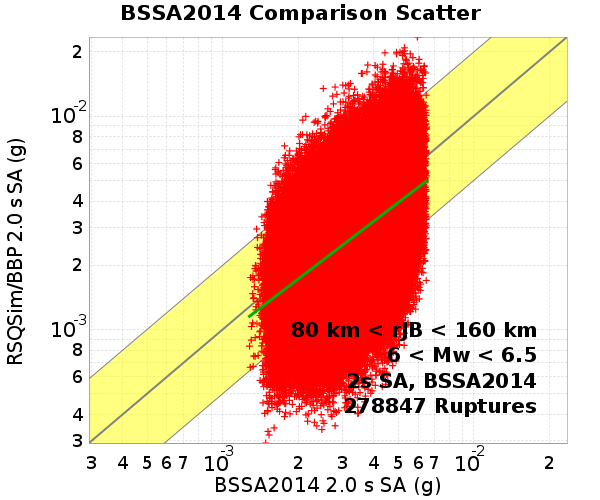 BSSA2014 Comparison Scatter
RSQSim/BBP 2.0 s SA (g)
2
10-2
8
6
4
3
2
10-3
8
6
4
3
80 km < rJB < 160 km
6 < Mw < 6.5
2s SA, BSSA2014
278847 Ruptures
3 4 5 6 7 10-3 2 3 4 5 6 7 10-2 2
BSSA2014 2.0 s SA (g)